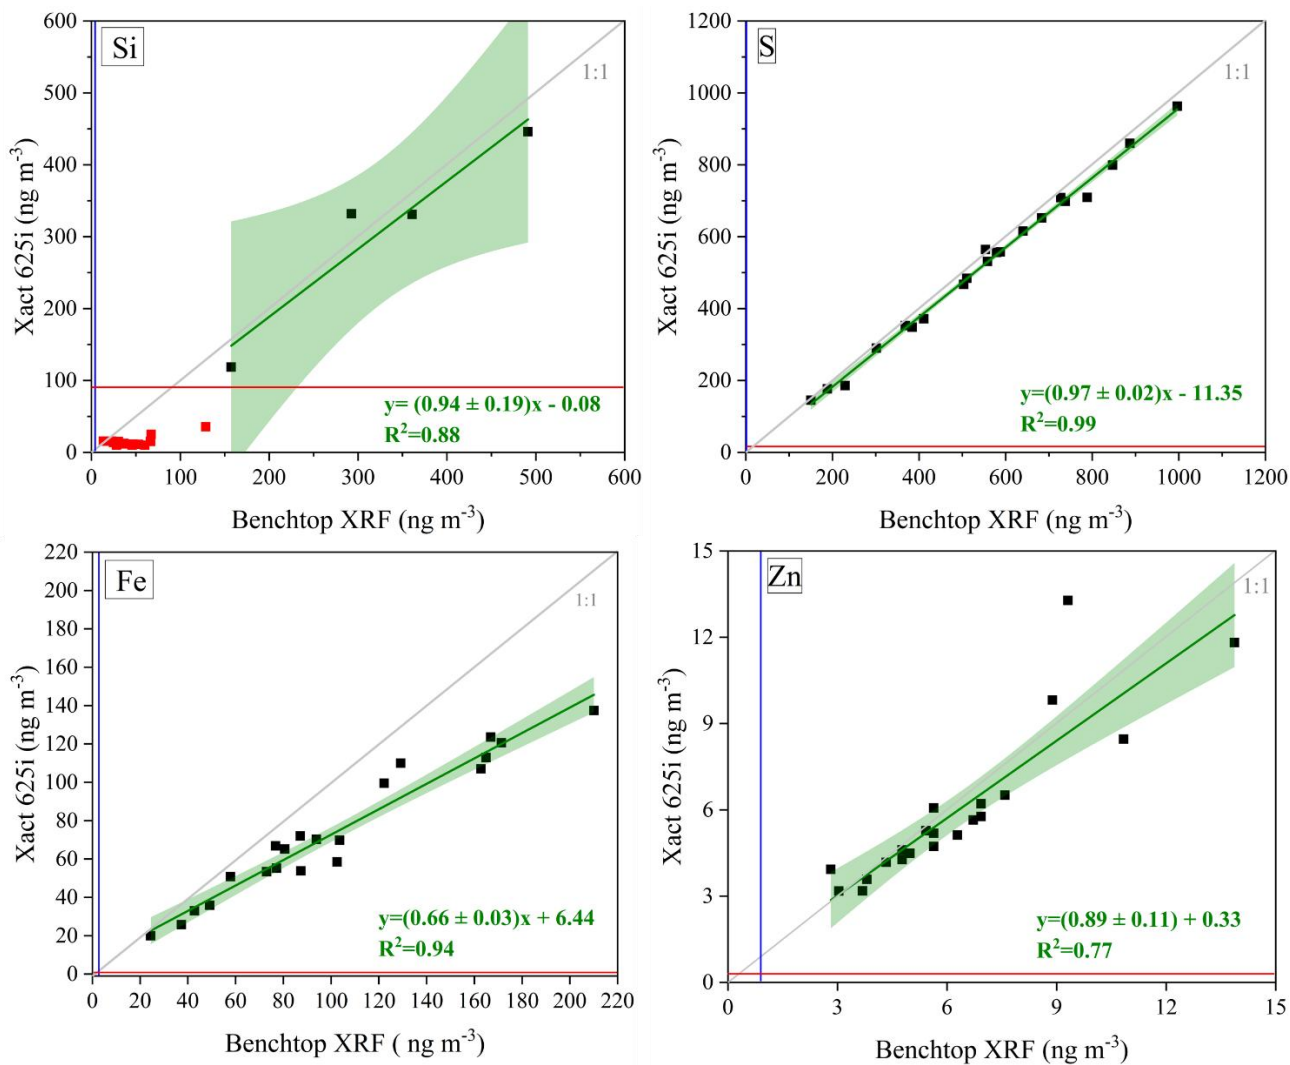 Si
600
500
400
300
200
100
0
Xact 625i (ng m⁻³)
1:1
y= (0.94 ± 0.19)x - 0.08
R²=0.88
0 100 200 300 400 500 600
Benchtop XRF (ng m⁻³)
S
1200
1000
800
600
400
200
0
Xact 625i (ng m⁻³)
1:1
y=(0.97 ± 0.02)x - 11.35
R²=0.99
0 200 400 600 800 1000 1200
Benchtop XRF (ng m⁻³)
Fe
220
200
180
160
140
120
100
80
60
40
20
0
Xact 625i (ng m⁻³)
1:1
y=(0.66 ± 0.03)x + 6.44
R²=0.94
0 20 40 60 80 100 120 140 160 180 200 220
Benchtop XRF ( ng m⁻³)
Zn
15
12
9
6
3
0
Xact 625i (ng m⁻³)
1:1
y=(0.89 ± 0.11) + 0.33
R²=0.77
0 3 6 9 12 15
Benchtop XRF (ng m⁻³)